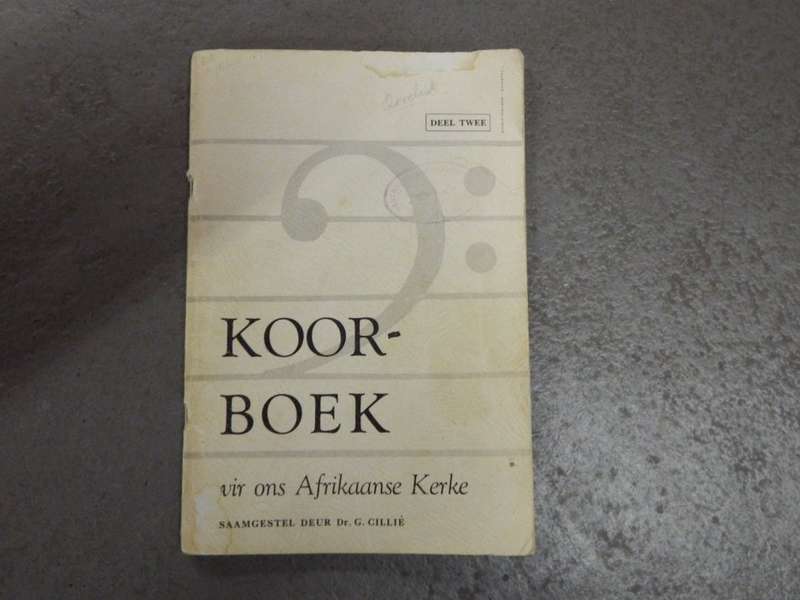 DEEL TWEE
KOOR-
BOEK
vir ons Afrikaanse Kerke
SAAMGESTEL DEUR Dr. G. CILLIÉ